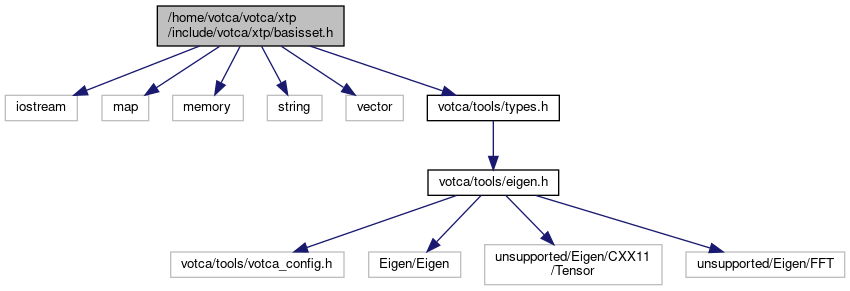 /home/votca/votca/xtp
/include/votca/xtp/basisset.h
iostream
map
memory
string
vector
votca/tools/types.h
votca/tools/eigen.h
votca/tools/votca_config.h
Eigen/Eigen
unsupported/Eigen/CXX11
/Tensor
unsupported/Eigen/FFT